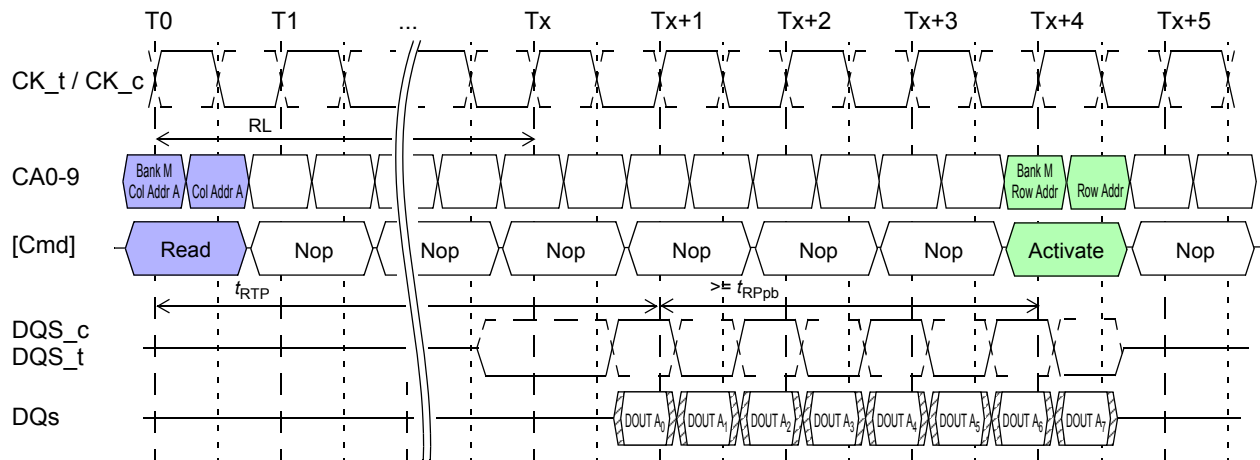 T0 T1 ... Tx Tx+1 Tx+2 Tx+3 Tx+4 Tx+5
CK_t / CK_c
RL
CA0-9
Bank M
Col Addr A
Col Addr A
Bank M
Row Addr
Row Addr
[Cmd]
Read Nop Nop Nop Nop Nop Nop Activate Nop
tRTP >= tRPpb
DQS_c
DQS_t
DQs
DOUT A0 DOUT A1 DOUT A2 DOUT A3 DOUT A4 DOUT A5 DOUT A6 DOUT A7